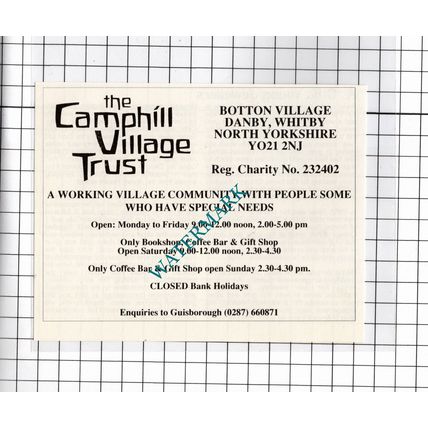 the
Camphill
Village
Trust
BOTTON VILLAGE
DANBY, WHITBY
NORTH YORKSHIRE
YO21 2NJ
Reg. Charity No. 232402
A WORKING VILLAGE COMMUNITY WITH PEOPLE SOME
WHO HAVE SPECIAL NEEDS
Open: Monday to Friday 9.00-12.00 noon, 2.00-5.00 pm
Only Bookshop, Coffee Bar & Gift Shop
Open Saturday 9.00-12.00 noon, 2.30-4.30
Only Coffee Bar & Gift Shop open Sunday 2.30-4.30 pm.
CLOSED Bank Holidays
Enquiries to Guisborough (0287) 660871
WATERMARK